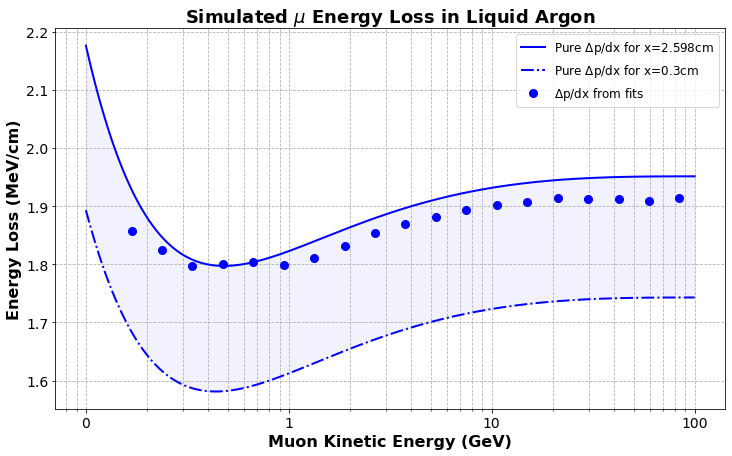 Simulated μ Energy Loss in Liquid Argon
Pure Δp/dx for x=2.598cm
Pure Δp/dx for x=0.3cm
Δp/dx from fits
Energy Loss (MeV/cm)
2.2
2.1
2.0
1.9
1.8
1.7
1.6
0 1 10 100
Muon Kinetic Energy (GeV)